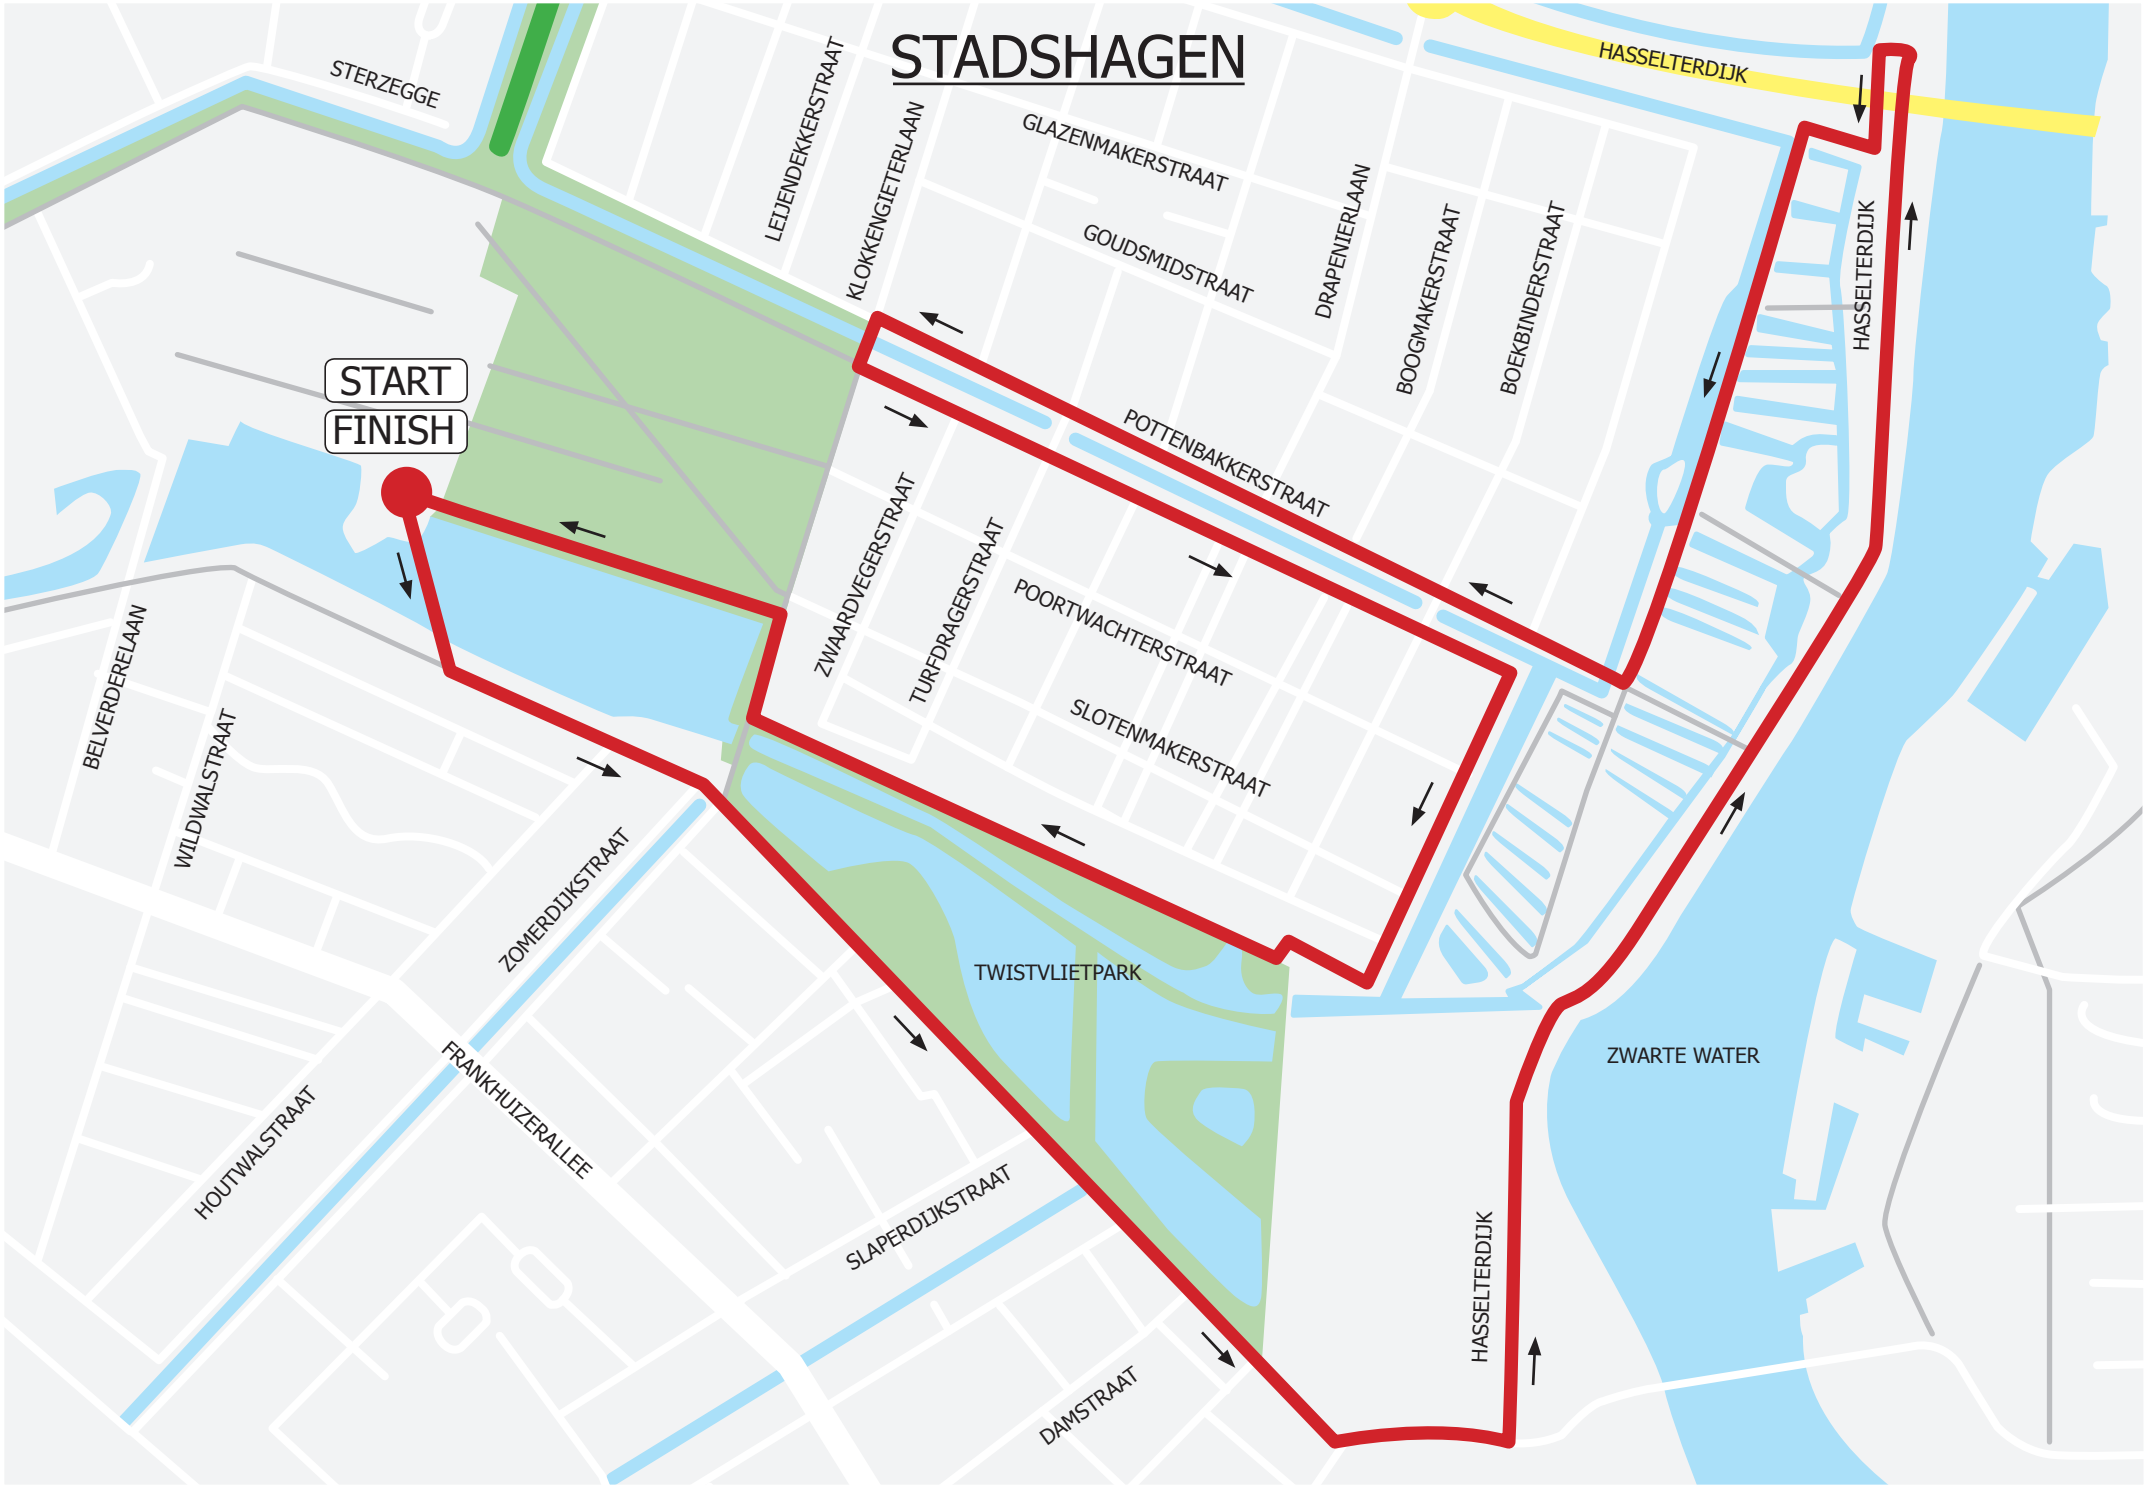 STADSHAGEN
HASSELTERDIJK
STERZEGGE
LEIJENDEKKERSTRAAT
KLOKKENGIETERLAAN
GLAZENMAKERSTRAAT
GOUDSMIDSTRAAT
DRAPENIERLAAN
BOOGMAKERSTRAAT
BOEKBINDERSTRAAT
HASSELTERDIJK
START
FINISH
POTTENBAKKERSTRAAT
ZWAARDVEGERSTRAAT
TURFDRAGERSTRAAT
POORTWACHTERSTRAAT
SLOTENMAKERSTRAAT
BELVERDERELAAN
WILDWALSTRAAT
ZOMERDIJKSTRAAT
TWISTVLIETPARK
ZWARTE WATER
FRANKHUIZERALLEE
HOUTWALSTRAAT
SLAPERDIJKSTRAAT
HASSELTERDIJK
DAMSTRAAT